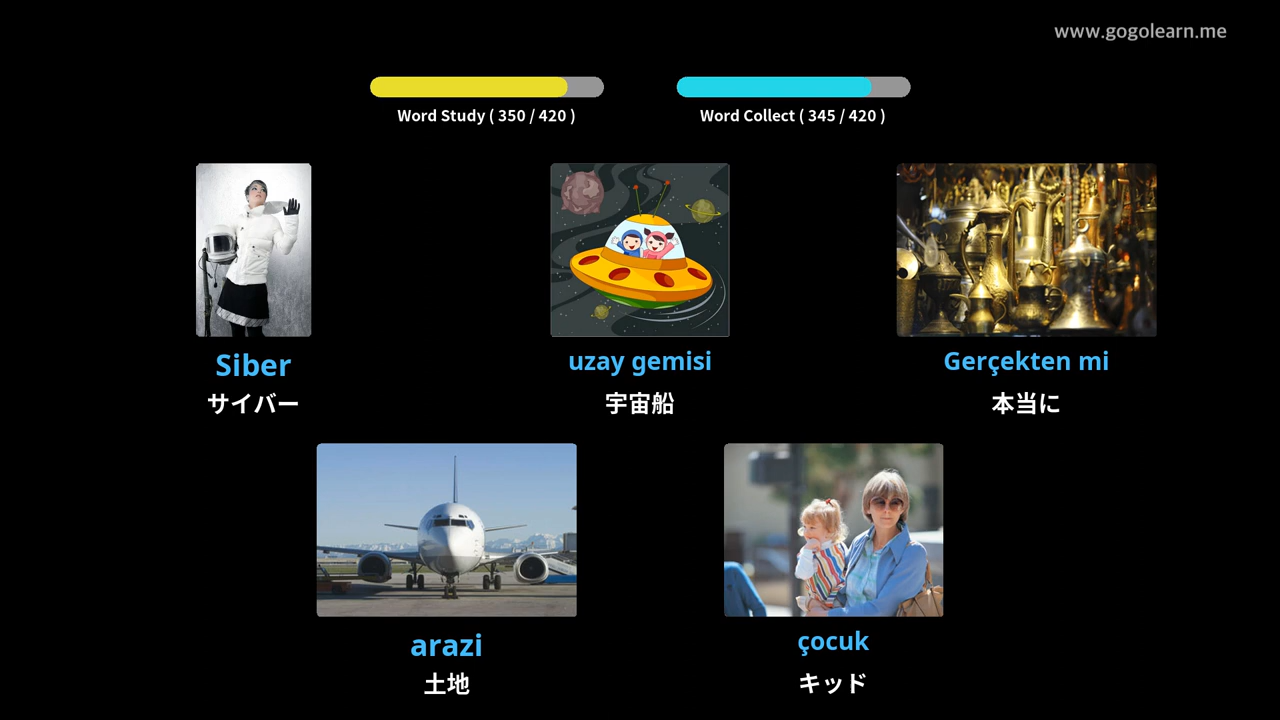 www.gogolearn.me
Word Study ( 350 / 420 )
Word Collect ( 345 / 420 )
Siber
サイバー
uzay gemisi
宇宙船
Gerçekten mi
本当に
arazi
土地
çocuk
キッド